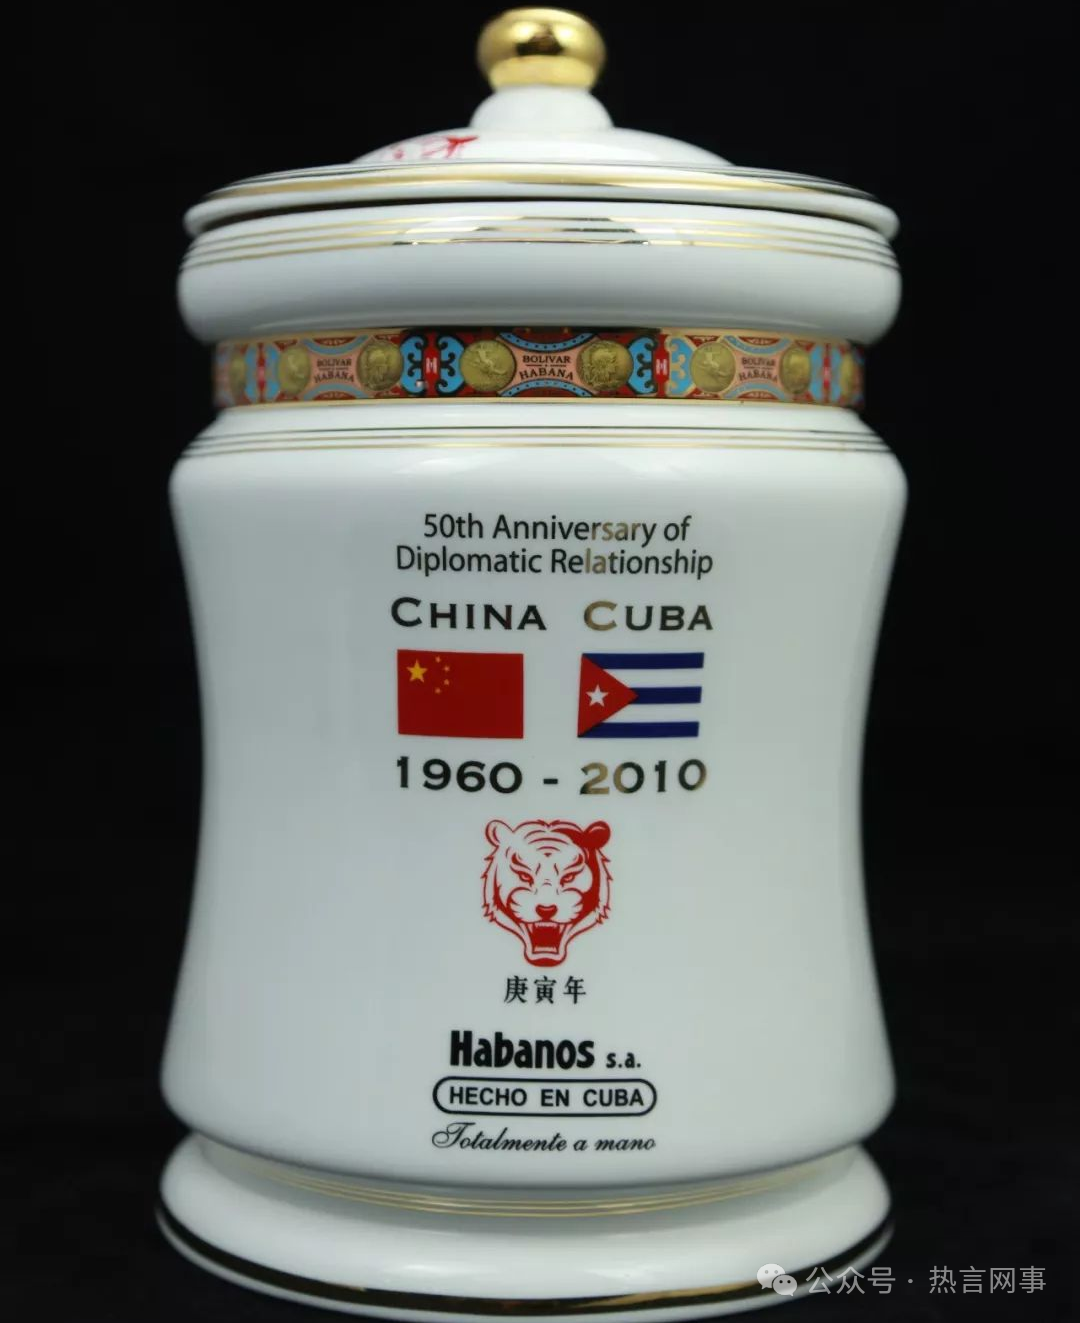 BOLIVAR
HABANA
BOLIVAR
HABANA
BOLIVAR
HABANA
50th Anniversary of
Diplomatic Relationship
CHINA CUBA
1960 - 2010
庚寅年
Habanos s.a.
HECHO EN CUBA
Totalmente a mano
公众号 · 热言网事